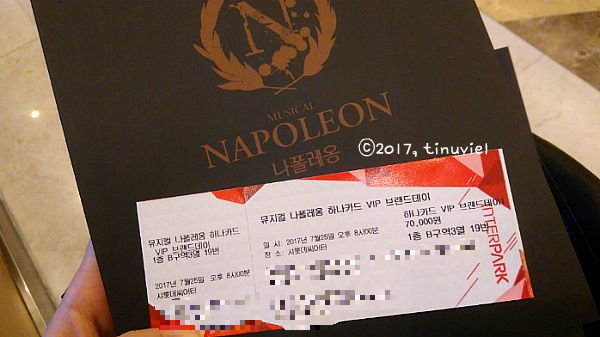 N
MUSICAL
NAPOLEON
나폴레옹
©2017, tinuviel
뮤지컬 나폴레옹 하나카드
VIP 브랜드데이
1층 B구역3열 19번
2017년 7월25일 오후 8시00분
샤롯데씨어터
뮤지컬 나폴레옹 하나카드 VIP 브랜드데이
일 시: 2017년 7월25일 오후 8시00분
장 소: 샤롯데씨어터
하나카드 VIP 브랜드데이
70,000원
1층 B구역3열 19번
INTERPARK